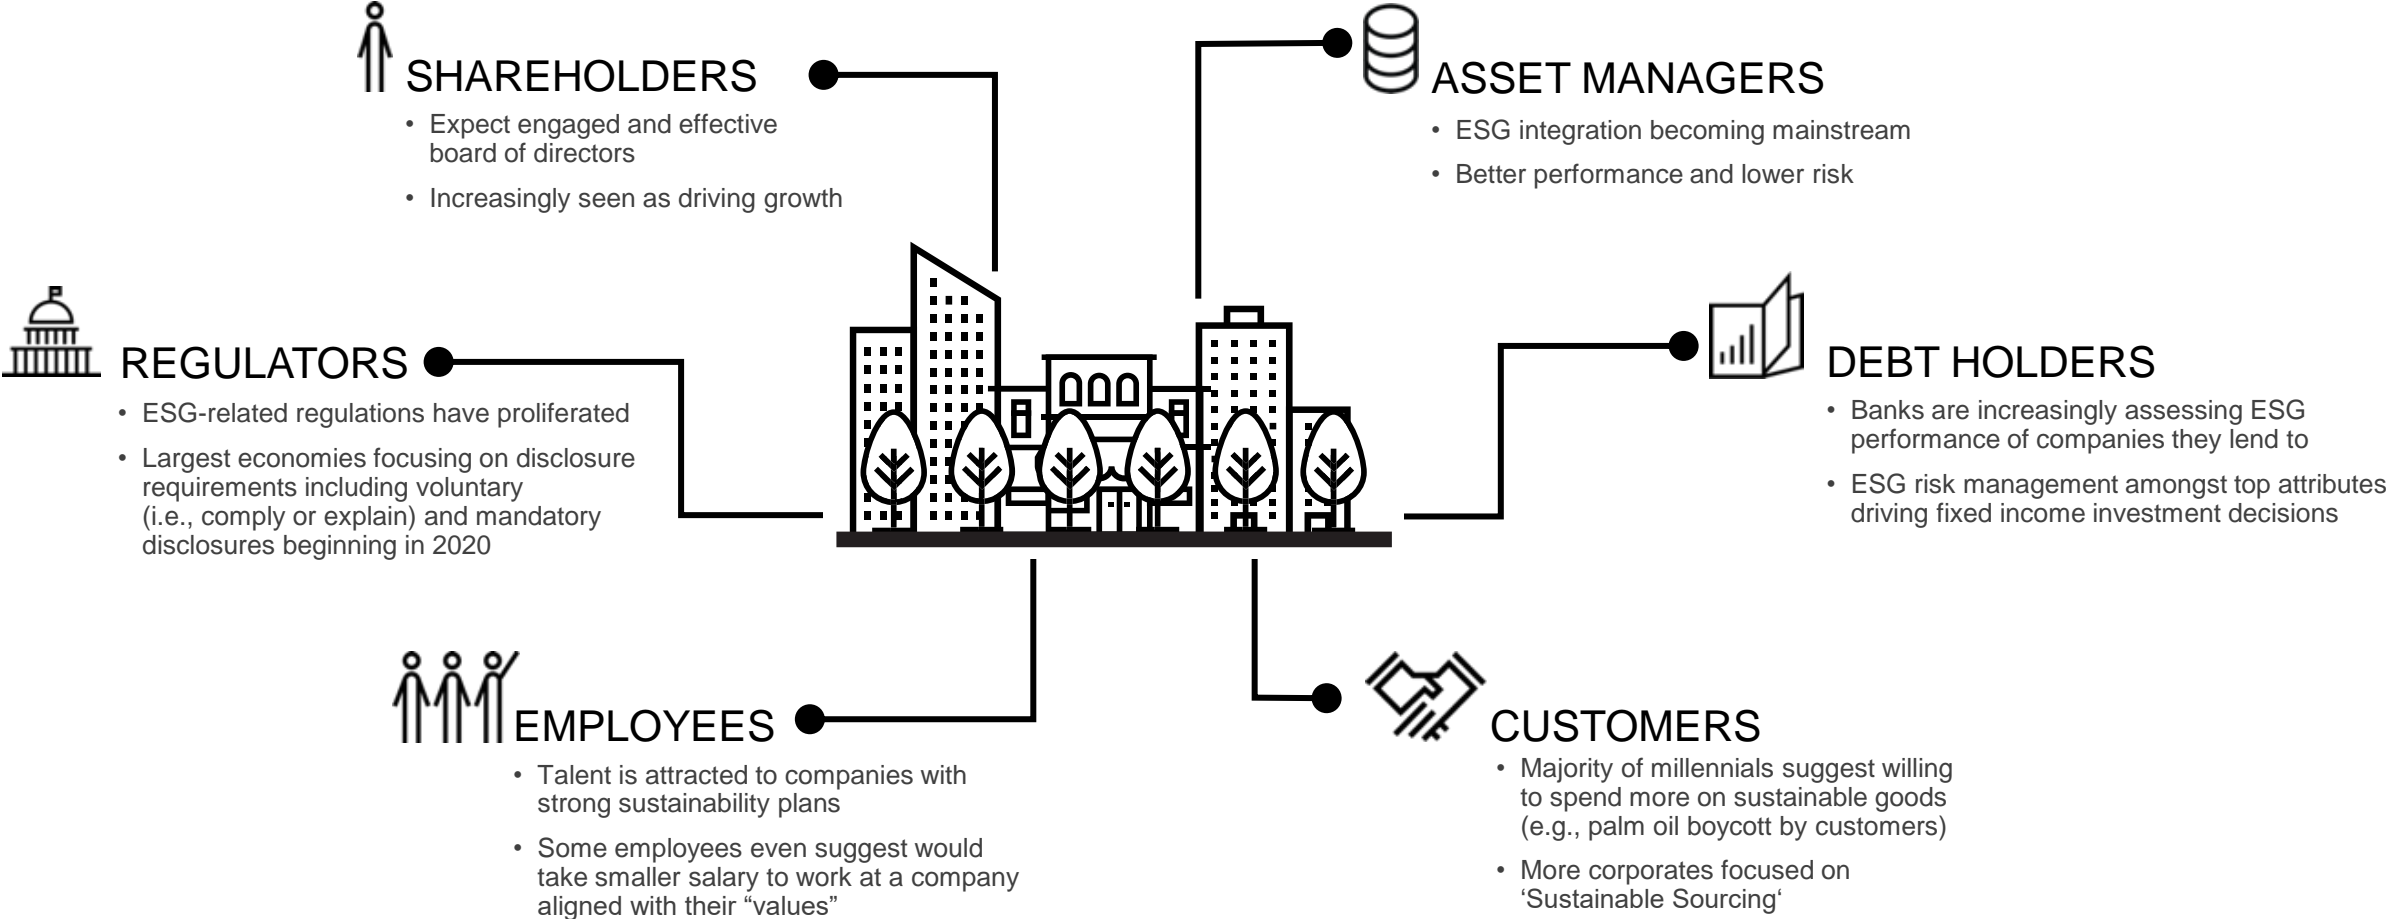 SHAREHOLDERS
• Expect engaged and effective
board of directors
• Increasingly seen as driving growth
ASSET MANAGERS
• ESG integration becoming mainstream
• Better performance and lower risk
REGULATORS
• ESG-related regulations have proliferated
• Largest economies focusing on disclosure
requirements including voluntary
(i.e., comply or explain) and mandatory
disclosures beginning in 2020
DEBT HOLDERS
• Banks are increasingly assessing ESG
performance of companies they lend to
• ESG risk management amongst top attributes
driving fixed income investment decisions
EMPLOYEES
• Talent is attracted to companies with
strong sustainability plans
• Some employees even suggest would
take smaller salary to work at a company
aligned with their “values”
CUSTOMERS
• Majority of millennials suggest willing
to spend more on sustainable goods
(e.g., palm oil boycott by customers)
• More corporates focused on
‘Sustainable Sourcing‘